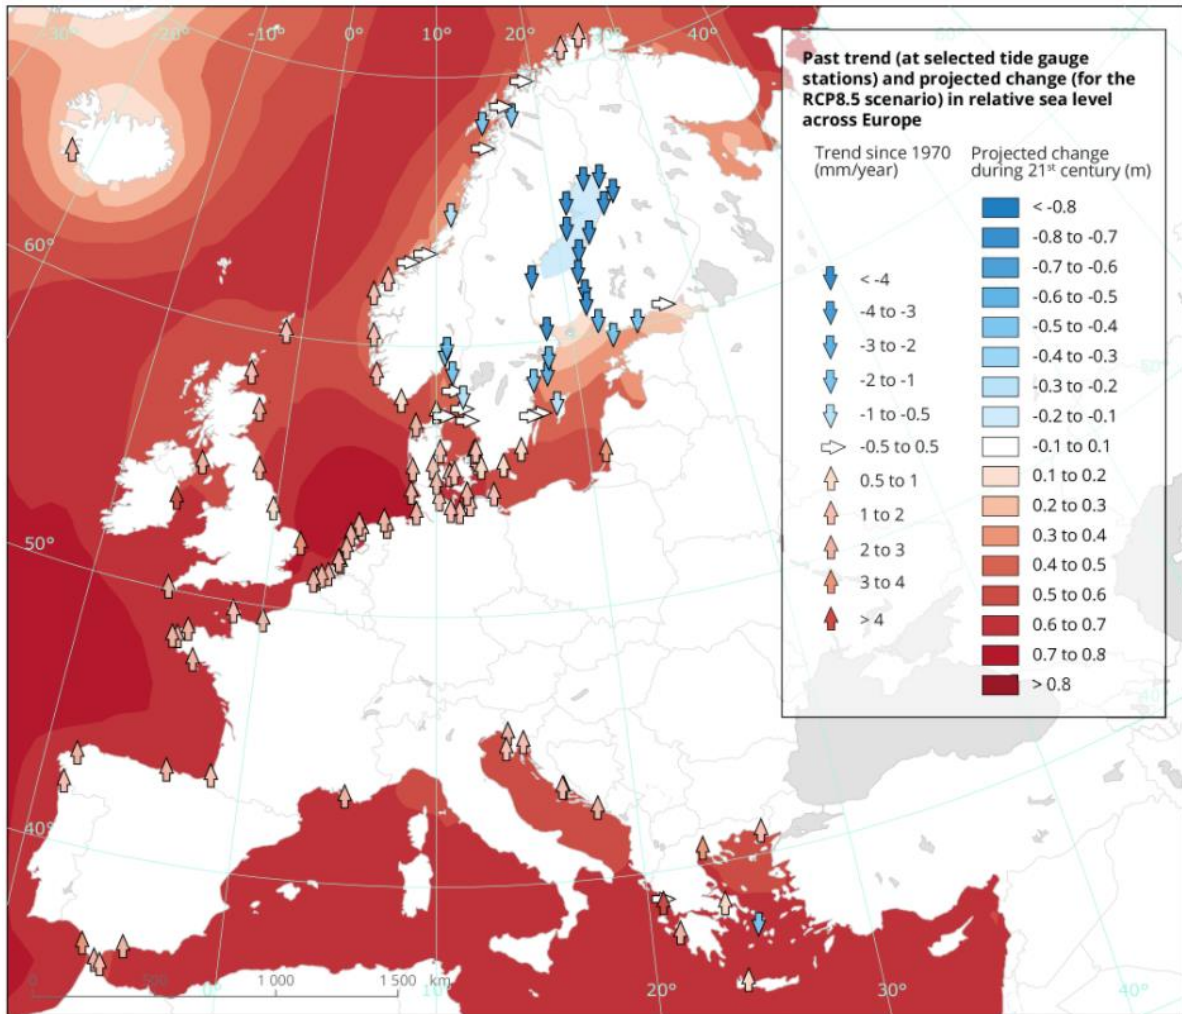 -30°
-20°
-10°
0°
10°
20°
30°
40°
50°
60°
Past trend (at selected tide gauge
stations) and projected change (for the
RCP8.5 scenario) in relative sea level
across Europe
Trend since 1970
(mm/year)
Projected change
during 21st century (m)
< -4
-4 to -3
-3 to -2
-2 to -1
-1 to -0.5
-0.5 to 0.5
0.5 to 1
1 to 2
2 to 3
3 to 4
> 4
< -0.8
-0.8 to -0.7
-0.7 to -0.6
-0.6 to -0.5
-0.5 to -0.4
-0.4 to -0.3
-0.3 to -0.2
-0.2 to -0.1
-0.1 to 0.1
0.1 to 0.2
0.2 to 0.3
0.3 to 0.4
0.4 to 0.5
0.5 to 0.6
0.6 to 0.7
0.7 to 0.8
> 0.8
60°
50°
50°
40°
40°
0
500
1 000
1 500
km
0°
10°
20°
30°
40°